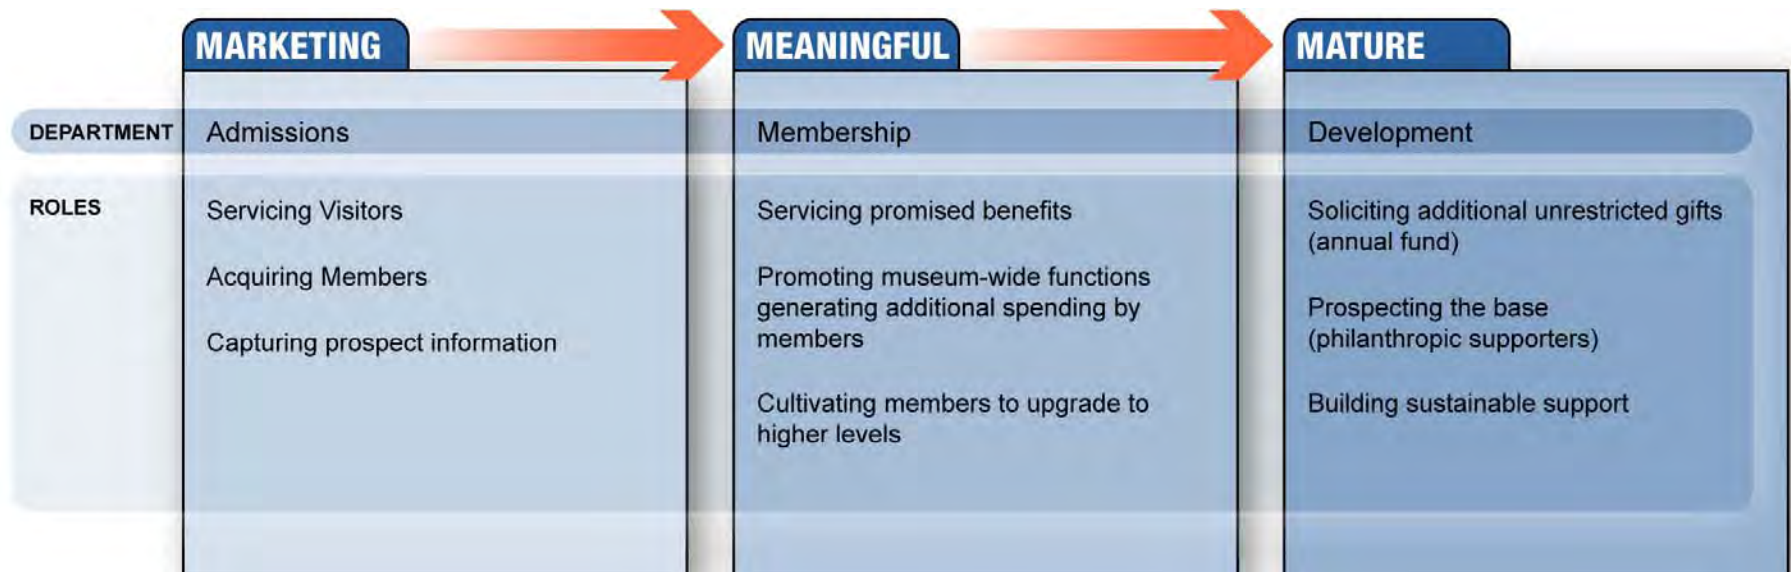 MARKETING
MEANINGFUL
MATURE
DEPARTMENT
Admissions
Membership
Development
ROLES
Servicing Visitors
Acquiring Members
Capturing prospect information
Servicing promised benefits
Promoting museum-wide functions
generating additional spending by
members
Cultivating members to upgrade to
higher levels
Soliciting additional unrestricted gifts
(annual fund)
Prospecting the base
(philanthropic supporters)
Building sustainable support